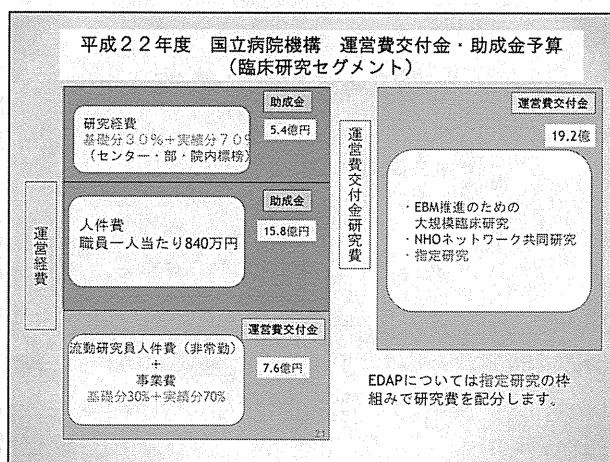 平成２２年度　国立病院機構　運営費交付金・助成金予算
（臨床研究セグメント）
運営経費
助成金
5.4億円
研究経費
基礎分３０％＋実績分７０％
（センター・部・院内標榜）
助成金
15.8億円
人件費
職員一人当たり840万円
運営費交付金
7.6億円
流動研究員人件費（非常勤）
＋
事業費
基礎分30%＋実績分70%
21
運営費交付金研究費
運営費交付金
19.2億
・EBM推進のための
大規模臨床研究
・NHOネットワーク共同研究
・指定研究
EDAPについては指定研究の枠
組みで研究費を配分します。